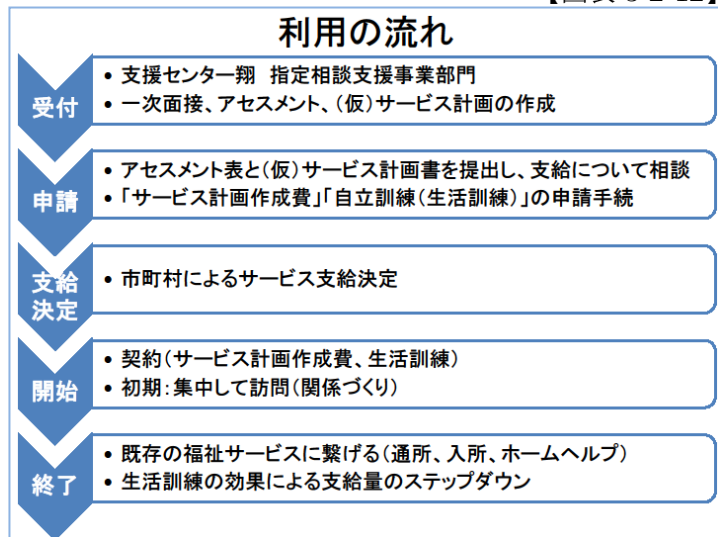 利用の流れ
受付
• 支援センター翔　指定相談支援事業部門
• 一次面接、アセスメント、(仮)サービス計画の作成
申請
• アセスメント表と(仮)サービス計画書を提出し、支給について相談
• 「サービス計画作成費」「自立訓練(生活訓練)」の申請手続
支給
決定
• 市町村によるサービス支給決定
開始
• 契約(サービス計画作成費、生活訓練)
• 初期:集中して訪問(関係づくり)
終了
• 既存の福祉サービスに繋げる(通所、入所、ホームヘルプ)
• 生活訓練の効果による支給量のステップダウン